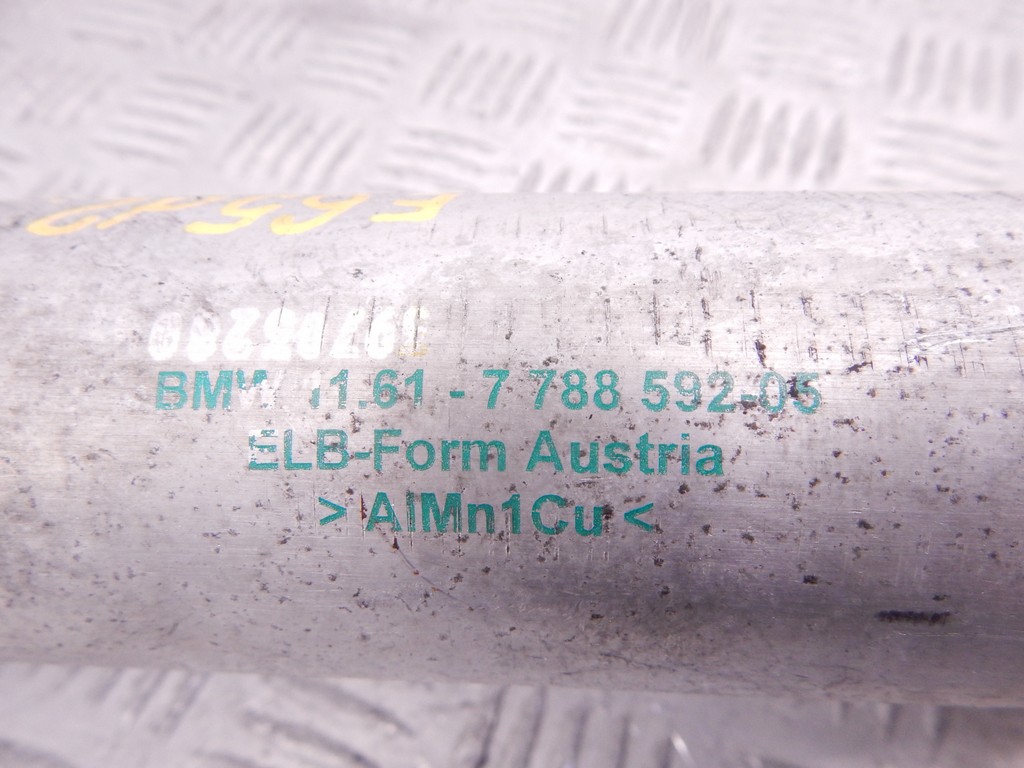 BMW 11.61 - 7 788 592-05
ELB-Form Austria
> AlMn1Cu <